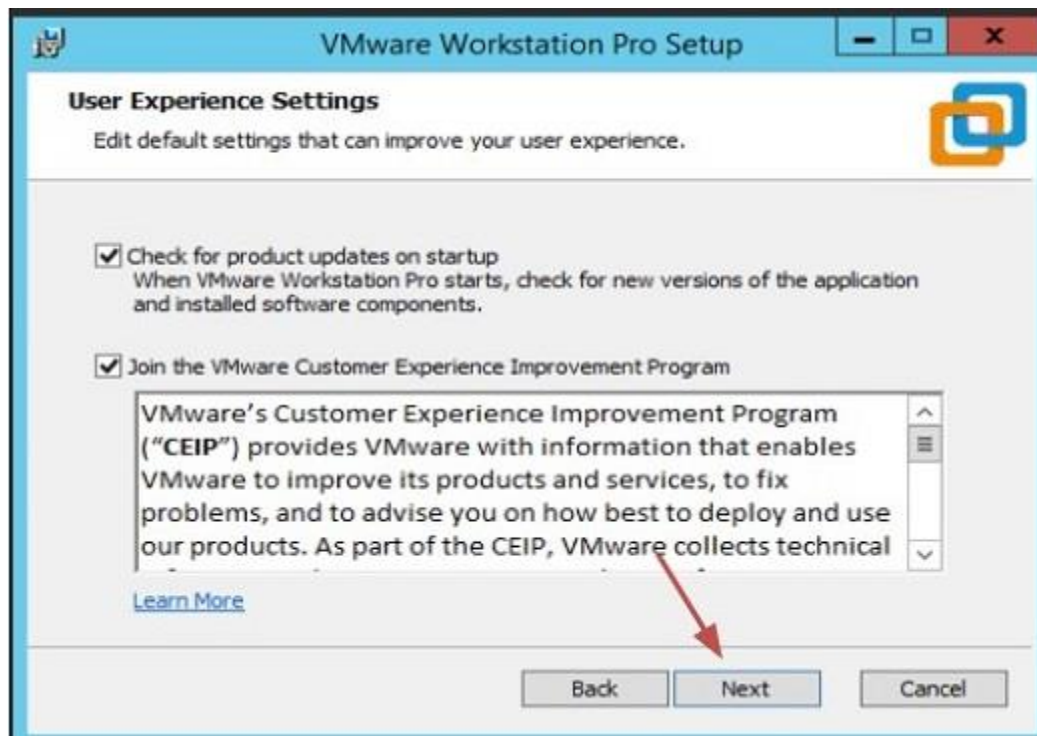 VMware Workstation Pro Setup
User Experience Settings
Edit default settings that can improve your user experience.
Check for product updates on startup
When VMware Workstation Pro starts, check for new versions of the application
and installed software components.
Join the VMware Customer Experience Improvement Program
VMware's Customer Experience Improvement Program
("CEIP") provides VMware with information that enables
VMware to improve its products and services, to fix
problems, and to advise you on how best to deploy and use
our products. As part of the CEIP, VMware collects technical
Learn More
Back Next Cancel